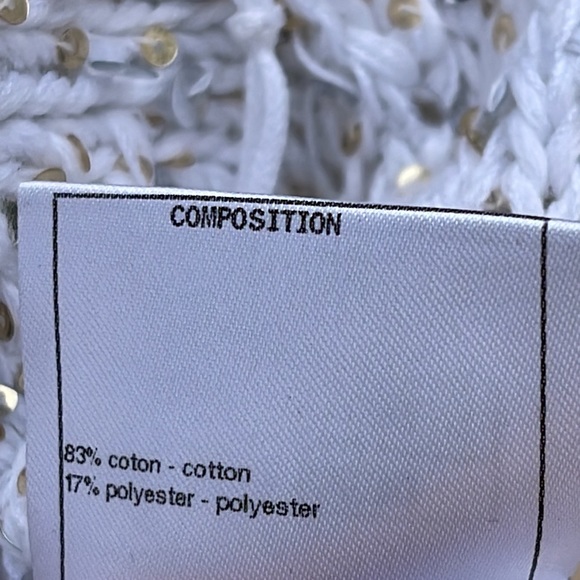 COMPOSITION
83% coton - cotton
17% polyester - polyester